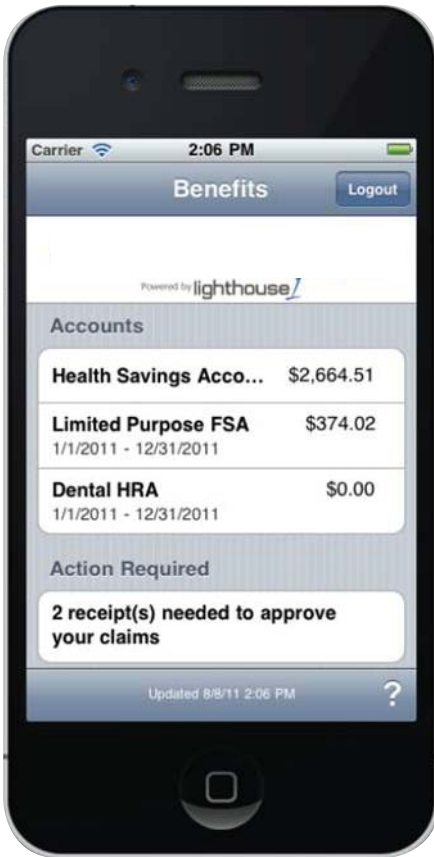 Carrier 2:06 PM
Benefits Logout
Powered by lighthouse1
Accounts
Health Savings Acco... $2,664.51
Limited Purpose FSA $374.02
1/1/2011 - 12/31/2011
Dental HRA $0.00
1/1/2011 - 12/31/2011
Action Required
2 receipt(s) needed to approve
your claims
Updated 8/8/11 2:06 PM ?